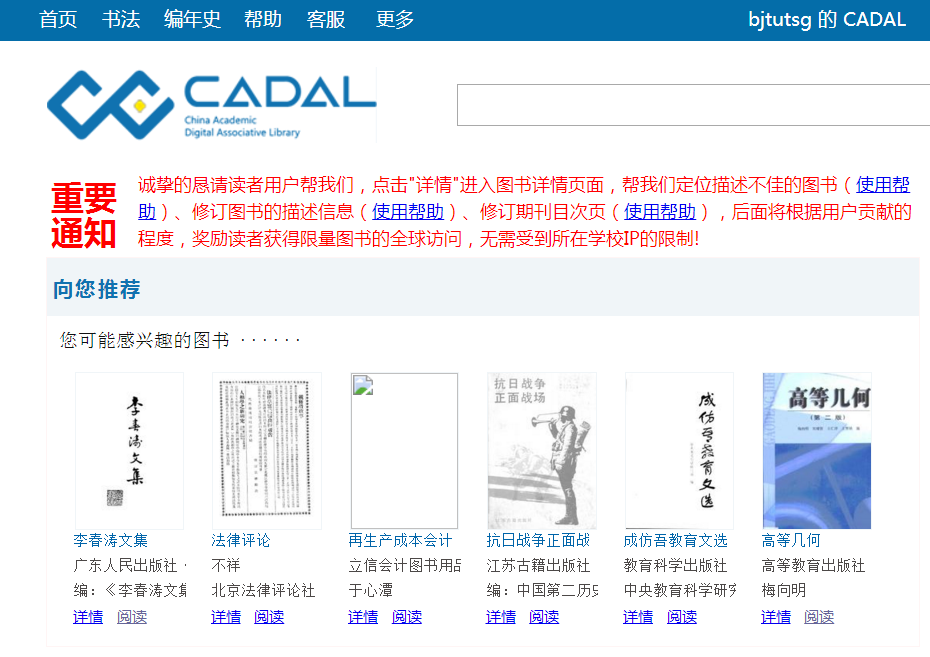 首页 书法 编年史 帮助 客服 更多 bjtutsg 的 CADAL
CADAL
China Academic
Digital Associative Library
重要
通知
诚挚的恳请读者用户帮我们，点击"详情"进入图书详情页面，帮我们定位描述不佳的图书（使用帮
助）、修订图书的描述信息（使用帮助）、修订期刊目次页（使用帮助），后面将根据用户贡献的
程度，奖励读者获得限量图书的全球访问，无需受到所在学校IP的限制!
向您推荐
您可能感兴趣的图书 · · · · · ·
李春涛文集
抗日战争
正面战场
成仿吾教育文选
高等几何
(第二版)
李春涛文集 法律评论 再生产成本会计 抗日战争正面战 成仿吾教育文选 高等几何
广东人民出版社 · 不祥 立信会计图书用品 江苏古籍出版社 教育科学出版社 高等教育出版社
编：《李春涛文集 北京法律评论社 于心潭 编：中国第二历史 中央教育科学研究 梅向明
详情 阅读 详情 阅读 详情 阅读 详情 阅读 详情 阅读 详情 阅读